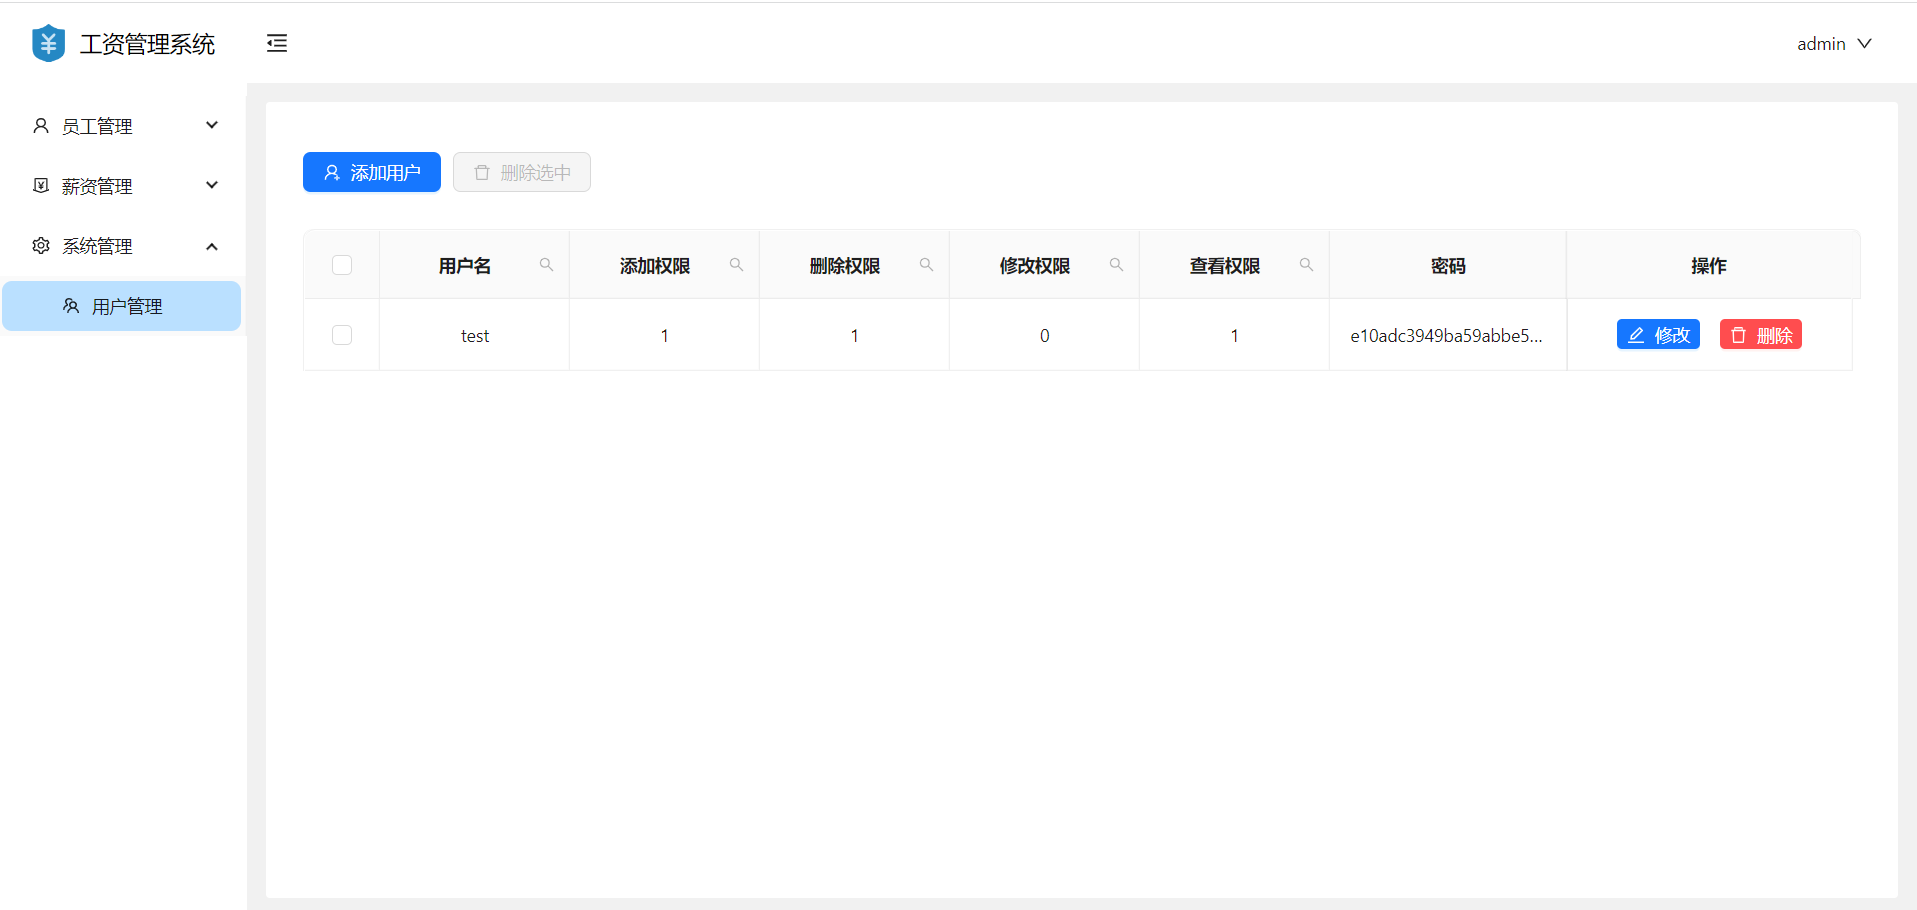 工资管理系统
admin
员工管理
薪资管理
系统管理
用户管理
添加用户 删除选中
用户名 添加权限 删除权限 修改权限 查看权限 密码 操作
test 1 1 0 1 e10adc3949ba59abbe5... 修改 删除